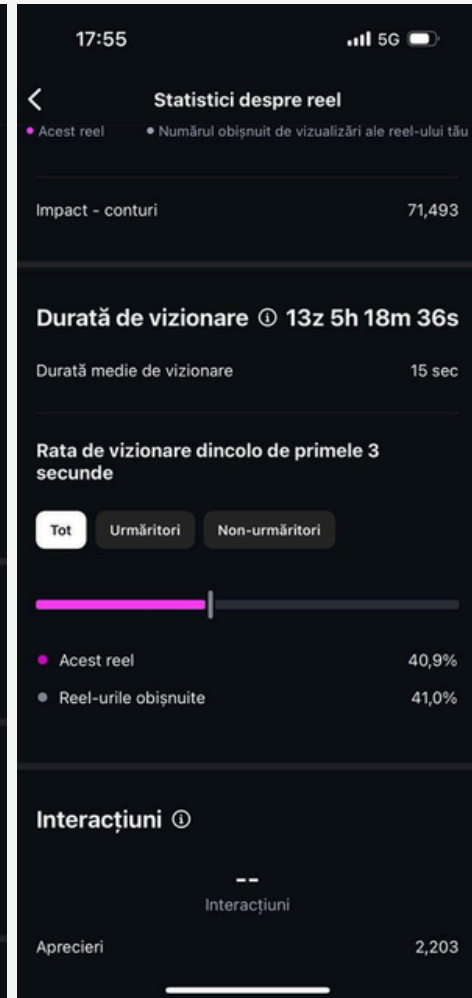 17:55 5G
Statistici despre reel
Acest reel Numărul obișnuit de vizualizări ale reel-ului tău
Impact - conturi 71,493
Durată de vizionare 13z 5h 18m 36s
Durată medie de vizionare 15 sec
Rata de vizionare dincolo de primele 3
secunde
Tot Urmăritori Non-urmăritori
Acest reel 40,9%
Reel-urile obișnuite 41,0%
Interacțiuni
--
Interacțiuni
Aprecieri 2,203